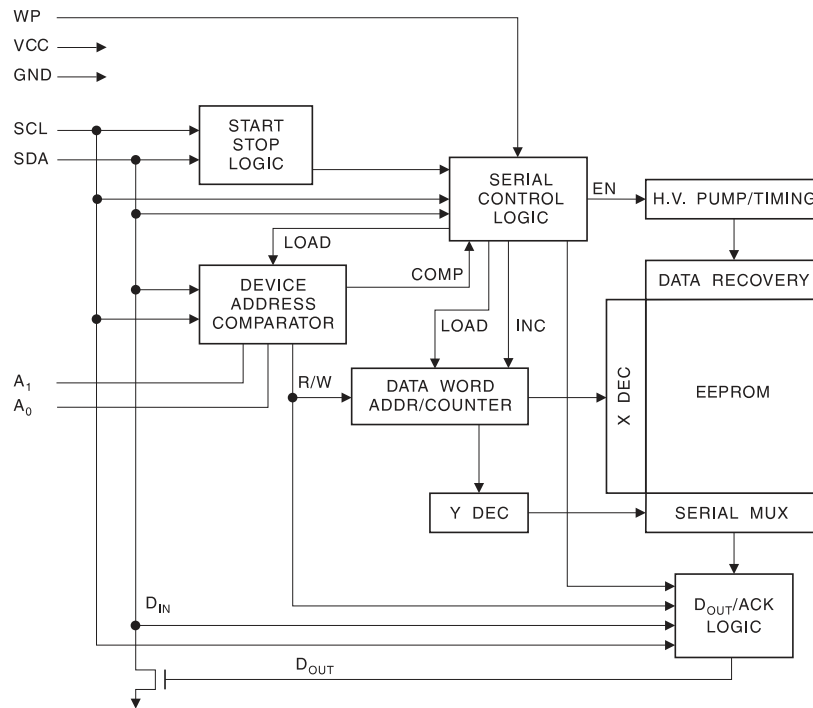 WP
VCC
GND
SCL
SDA
START
STOP
LOGIC
SERIAL
CONTROL
LOGIC
EN
H.V. PUMP/TIMING
LOAD
COMP
DEVICE
ADDRESS
COMPARATOR
LOAD
INC
DATA RECOVERY
A1
A0
R/W
DATA WORD
ADDR/COUNTER
X DEC
EEPROM
Y DEC
SERIAL MUX
DIN
DOUT/ACK
LOGIC
DOUT